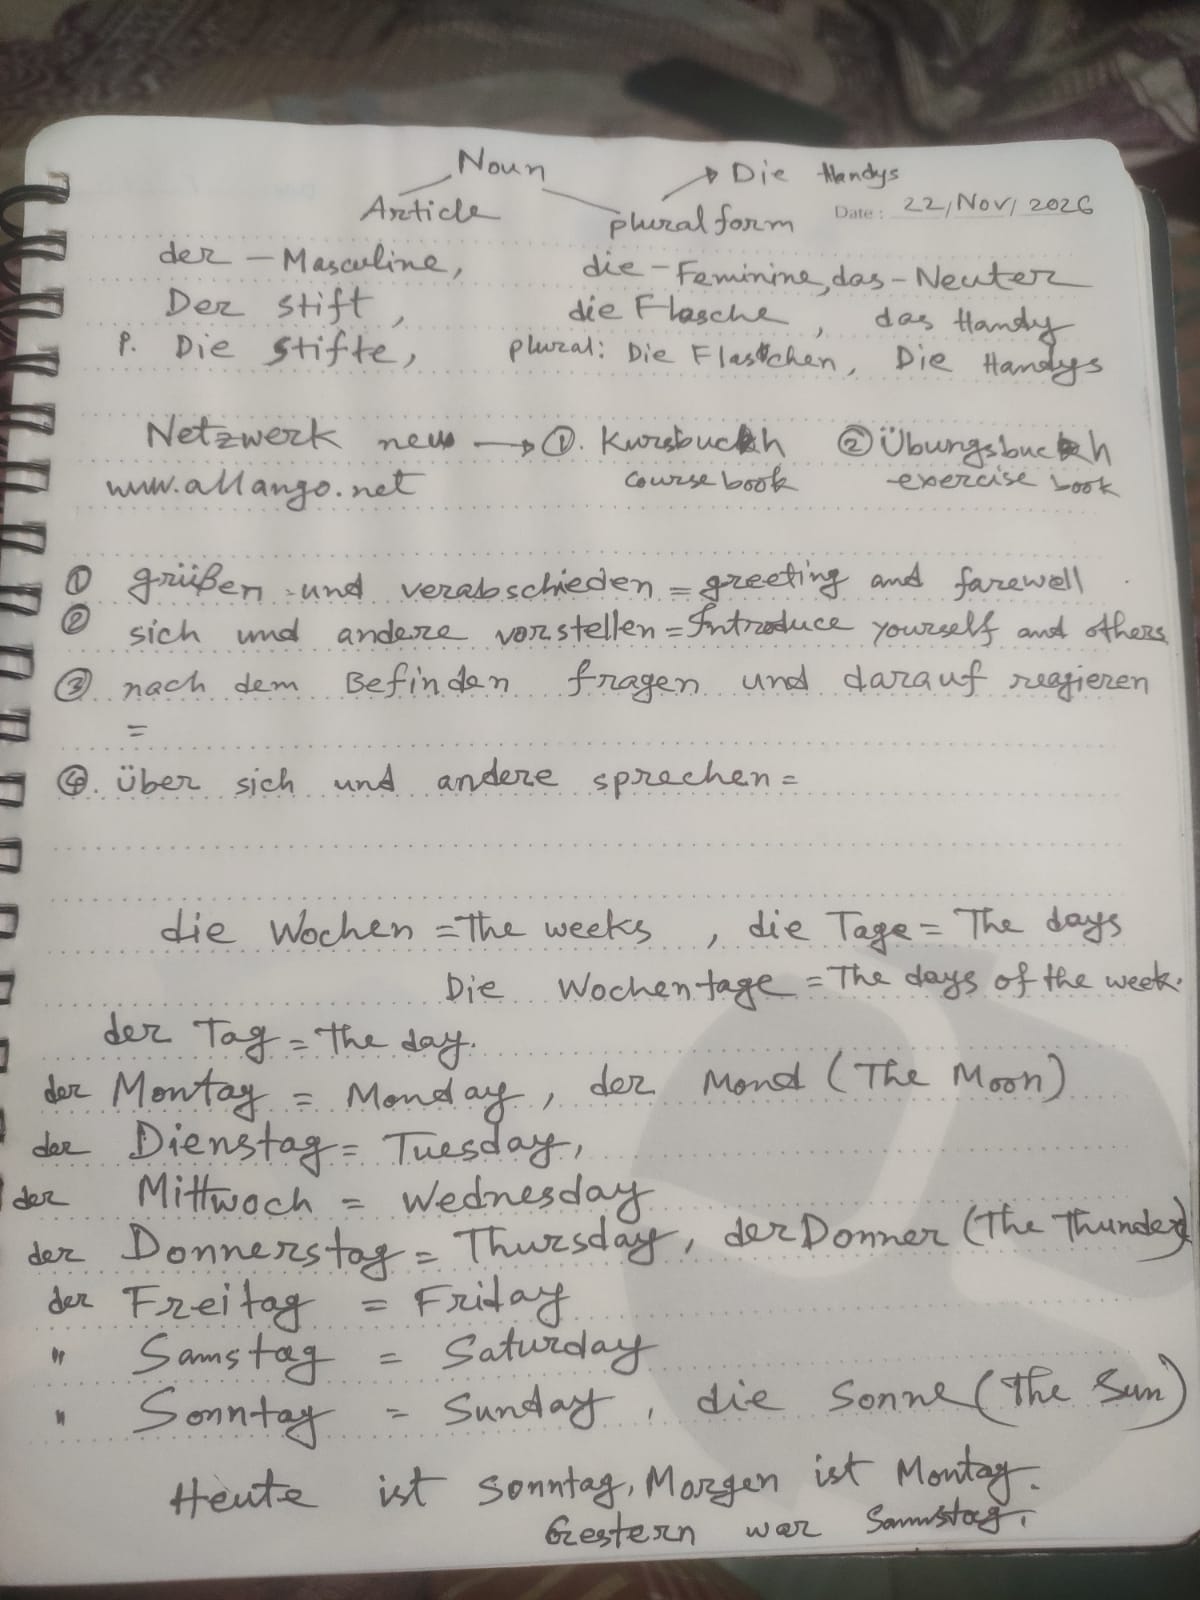 Noun → Die Handys
Article plural form Date: 22/Nov/2026
der - Masculine, die - Feminine, das - Neuter
Der Stift, die Flasche, das Handy
P. Die Stifte, plural: Die Flaschen, Die Handys
Netzwerk neu → ①. Kursbuch ② Übungsbuch
www.allango.net course book exercise book
① grüßen und verabschieden = greeting and farewell
② sich und andere vorstellen = Introduce yourself and others
③ nach dem Befinden fragen und darauf reagieren
=
④. über sich und andere sprechen =
die Wochen = The weeks, die Tage = The days
Die Wochentage = The days of the week.
der Tag = The day.
der Montag = Monday, der Mond (The Moon)
der Dienstag = Tuesday,
der Mittwoch = Wednesday
der Donnerstag = Thursday, der Donner (The Thunder)
der Freitag = Friday
" Samstag = Saturday
" Sonntag = Sunday, die Sonne (The Sun)
Heute ist Sonntag, Morgen ist Montag.
Gestern war Samstag.